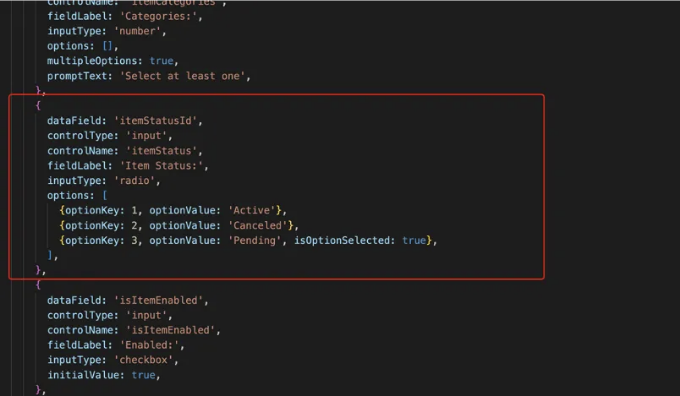 controlName: 'itemCategories',
fieldLabel: 'Categories:',
inputType: 'number',
options: [],
multipleOptions: true,
promptText: 'Select at least one',
},
{
dataField: 'itemStatusId',
controlType: 'input',
controlName: 'itemStatus',
fieldLabel: 'Item Status:',
inputType: 'radio',
options: [
{optionKey: 1, optionValue: 'Active'},
{optionKey: 2, optionValue: 'Canceled'},
{optionKey: 3, optionValue: 'Pending', isOptionSelected: true},
],
},
{
dataField: 'isItemEnabled',
controlType: 'input',
controlName: 'isItemEnabled',
fieldLabel: 'Enabled:',
inputType: 'checkbox',
initialValue: true,
},